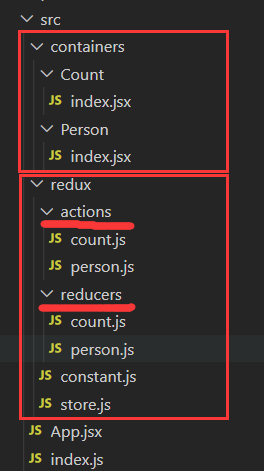 src
containers
Count
JS index.jsx
Person
JS index.jsx
redux
actions
JS count.js
JS person.js
reducers
JS count.js
JS person.js
JS constant.js
JS store.js
JS App.jsx
JS index.js